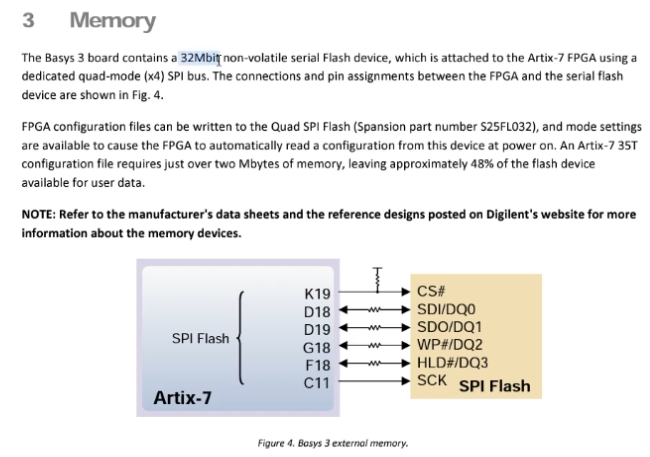 3 Memory
The Basys 3 board contains a 32Mbit non-volatile serial Flash device, which is attached to the Artix-7 FPGA using a
dedicated quad-mode (x4) SPI bus. The connections and pin assignments between the FPGA and the serial flash
device are shown in Fig. 4.
FPGA configuration files can be written to the Quad SPI Flash (Spansion part number S25FL032), and mode settings
are available to cause the FPGA to automatically read a configuration from this device at power on. An Artix-7 35T
configuration file requires just over two Mbytes of memory, leaving approximately 48% of the flash device
available for user data.
NOTE: Refer to the manufacturer's data sheets and the reference designs posted on Digilent's website for more
information about the memory devices.
K19 CS#
D18 SDI/DQ0
D19 SDO/DQ1
SPI Flash
G18 WP#/DQ2
F18 HLD#/DQ3
C11 SCK
SPI Flash
Artix-7
Figure 4. Basys 3 external memory.